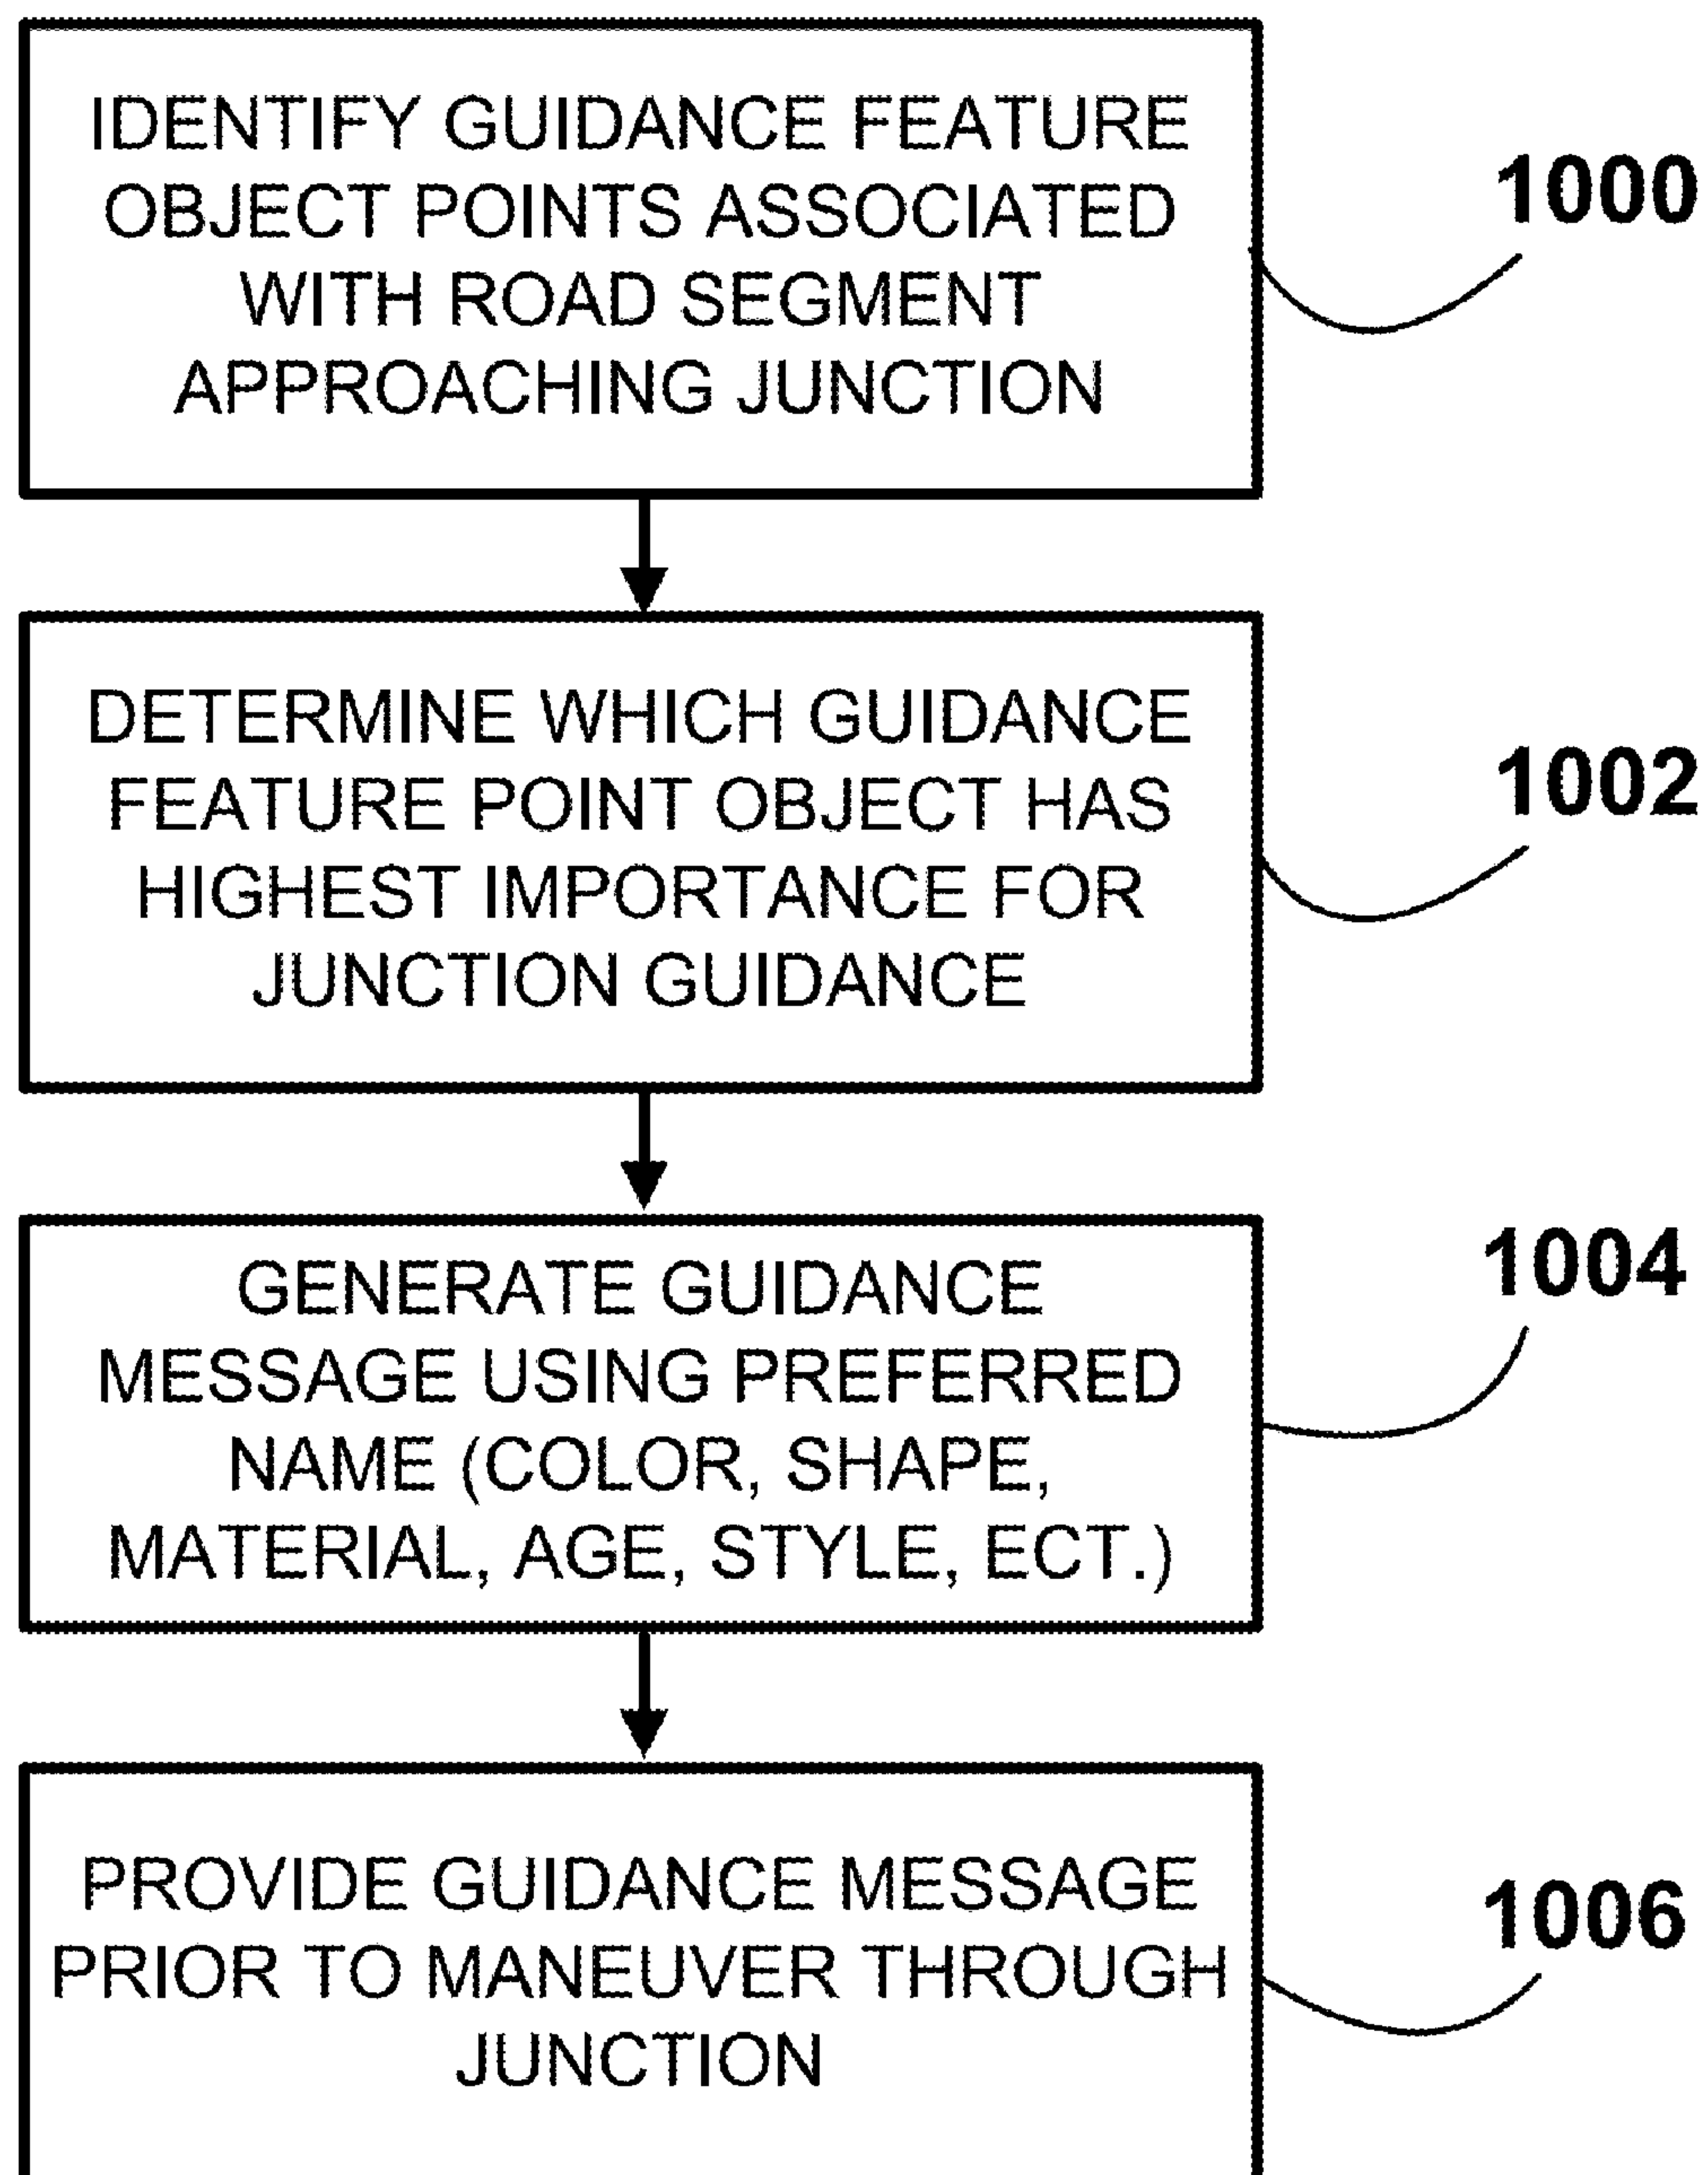 IDENTIFY GUIDANCE FEATURE
OBJECT POINTS ASSOCIATED
WITH ROAD SEGMENT
APPROACHING JUNCTION
1000
DETERMINE WHICH GUIDANCE
FEATURE POINT OBJECT HAS
HIGHEST IMPORTANCE FOR
JUNCTION GUIDANCE
1002
GENERATE GUIDANCE
MESSAGE USING PREFERRED
NAME (COLOR, SHAPE,
MATERIAL, AGE, STYLE, ECT.)
1004
PROVIDE GUIDANCE MESSAGE
PRIOR TO MANEUVER THROUGH
JUNCTION
1006